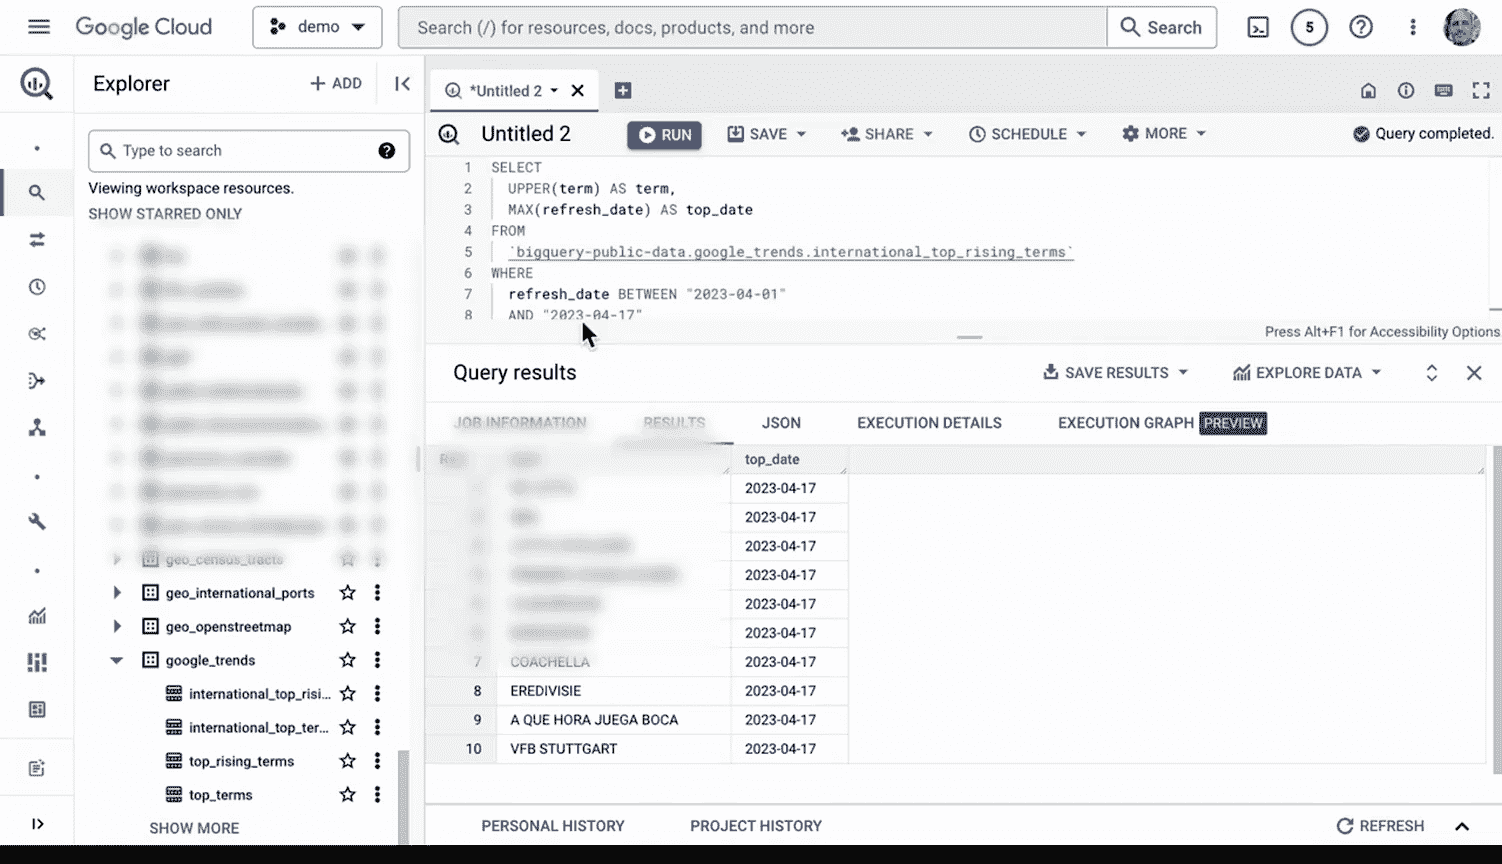 Google Cloud
demo
Search (/) for resources, docs, products, and more
Search
5
Explorer
+ ADD
*Untitled 2
Type to search
?
Untitled 2
RUN
SAVE
SHARE
SCHEDULE
MORE
Query completed.
Viewing workspace resources.
SHOW STARRED ONLY
1 SELECT
2 UPPER(term) AS term,
3 MAX(refresh_date) AS top_date
4 FROM
5 `bigquery-public-data.google_trends.international_top_rising_terms`
6 WHERE
7 refresh_date BETWEEN "2023-04-01"
8 AND "2023-04-17"
Press Alt+F1 for Accessibility Options
Query results
SAVE RESULTS
EXPLORE DATA
JOB INFORMATION
RESULTS
JSON
EXECUTION DETAILS
EXECUTION GRAPH PREVIEW
top_date
2023-04-17
2023-04-17
2023-04-17
2023-04-17
2023-04-17
2023-04-17
7 COACHELLA 2023-04-17
8 EREDIVISIE 2023-04-17
9 A QUE HORA JUEGA BOCA 2023-04-17
10 VFB STUTTGART 2023-04-17
geo_census_tracts
geo_international_ports
geo_openstreetmap
google_trends
international_top_risi...
international_top_ter...
top_rising_terms
top_terms
SHOW MORE
PERSONAL HISTORY
PROJECT HISTORY
REFRESH